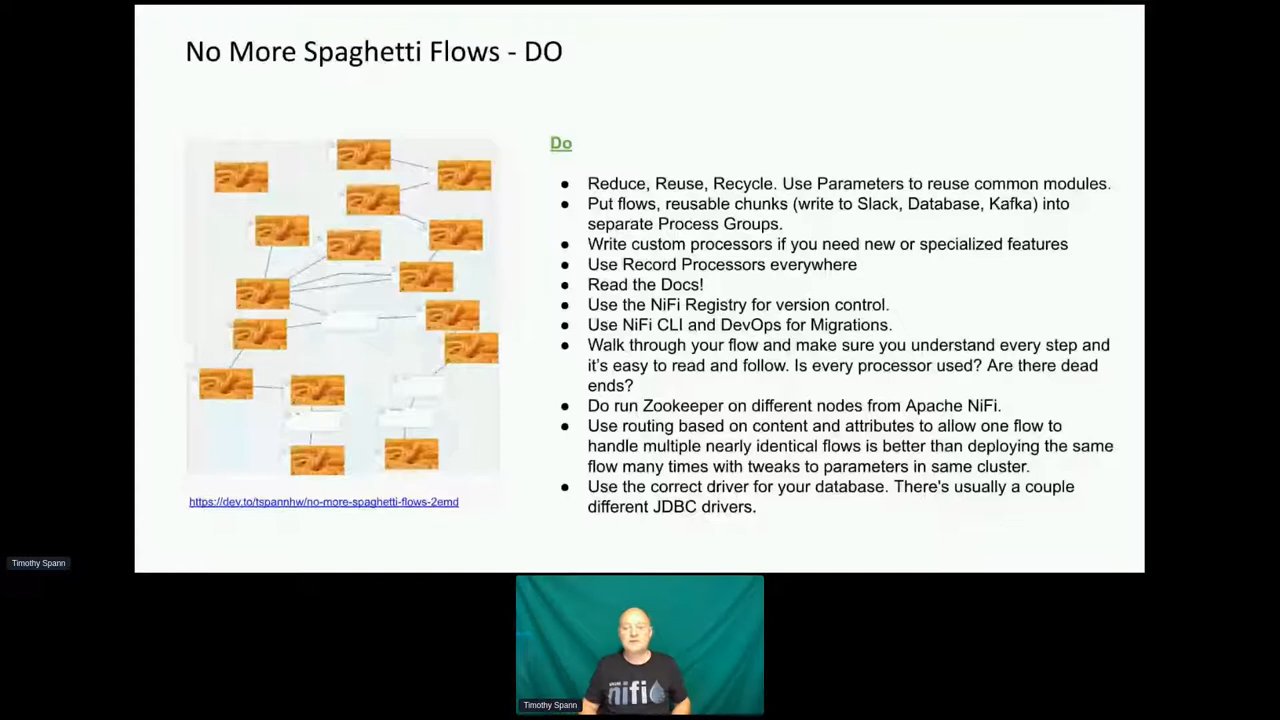 No More Spaghetti Flows - DO
Do
● Reduce, Reuse, Recycle. Use Parameters to reuse common modules.
● Put flows, reusable chunks (write to Slack, Database, Kafka) into
separate Process Groups.
● Write custom processors if you need new or specialized features
● Use Record Processors everywhere
● Read the Docs!
● Use the NiFi Registry for version control.
● Use NiFi CLI and DevOps for Migrations.
● Walk through your flow and make sure you understand every step and
it's easy to read and follow. Is every processor used? Are there dead
ends?
● Do run Zookeeper on different nodes from Apache NiFi.
● Use routing based on content and attributes to allow one flow to
handle multiple nearly identical flows is better than deploying the same
flow many times with tweaks to parameters in same cluster.
● Use the correct driver for your database. There's usually a couple
different JDBC drivers.
https://dev.to/tspannhw/no-more-spaghetti-flows-2emd
Timothy Spann
nifi
Timothy Spann